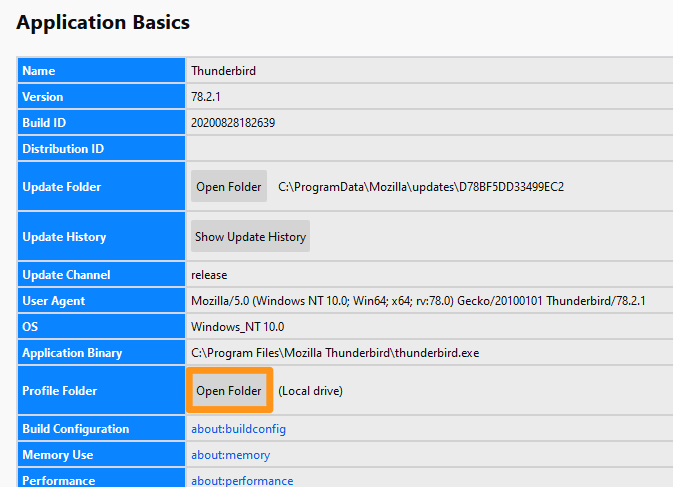 Application Basics
Name Thunderbird
Version 78.2.1
Build ID 20200828182639
Distribution ID
Update Folder Open Folder C:\ProgramData\Mozilla\updates\D78BF5DD33499EC2
Update History Show Update History
Update Channel release
User Agent Mozilla/5.0 (Windows NT 10.0; Win64; x64; rv:78.0) Gecko/20100101 Thunderbird/78.2.1
OS Windows_NT 10.0
Application Binary C:\Program Files\Mozilla Thunderbird\thunderbird.exe
Profile Folder Open Folder (Local drive)
Build Configuration about:buildconfig
Memory Use about:memory
Performance about:performance